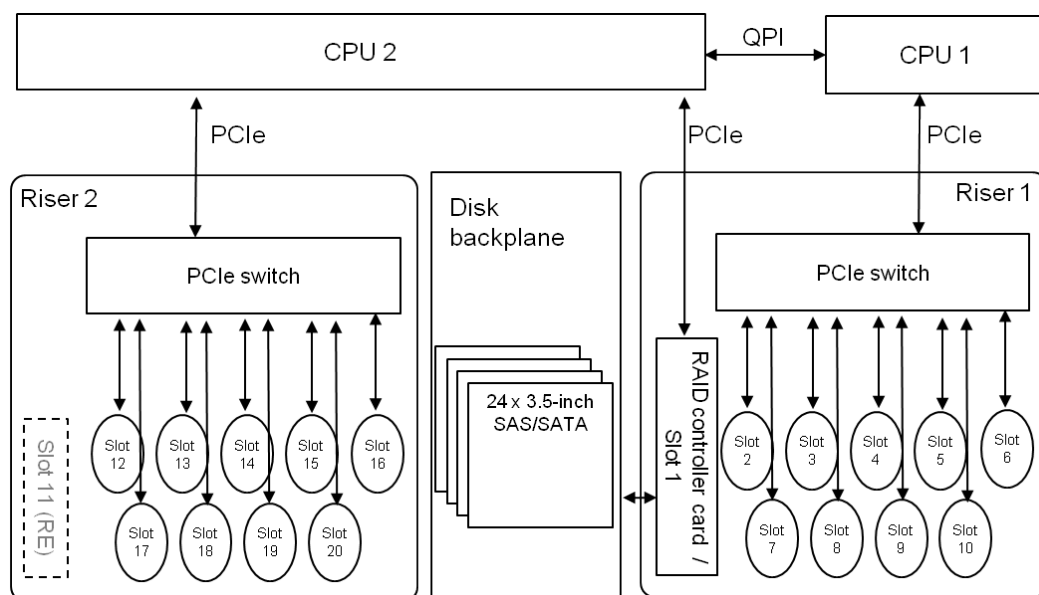 CPU 2
QPI
CPU 1
PCIe
PCIe
PCIe
Riser 2
PCIe switch
Slot 11 (RE)
Slot
12
Slot
13
Slot
14
Slot
15
Slot
16
Slot
17
Slot
18
Slot
19
Slot
20
Disk
backplane
24 x 3.5-inch
SAS/SATA
Riser 1
PCIe switch
RAID controller card /
Slot 1
Slot
2
Slot
3
Slot
4
Slot
5
Slot
6
Slot
7
Slot
8
Slot
9
Slot
10